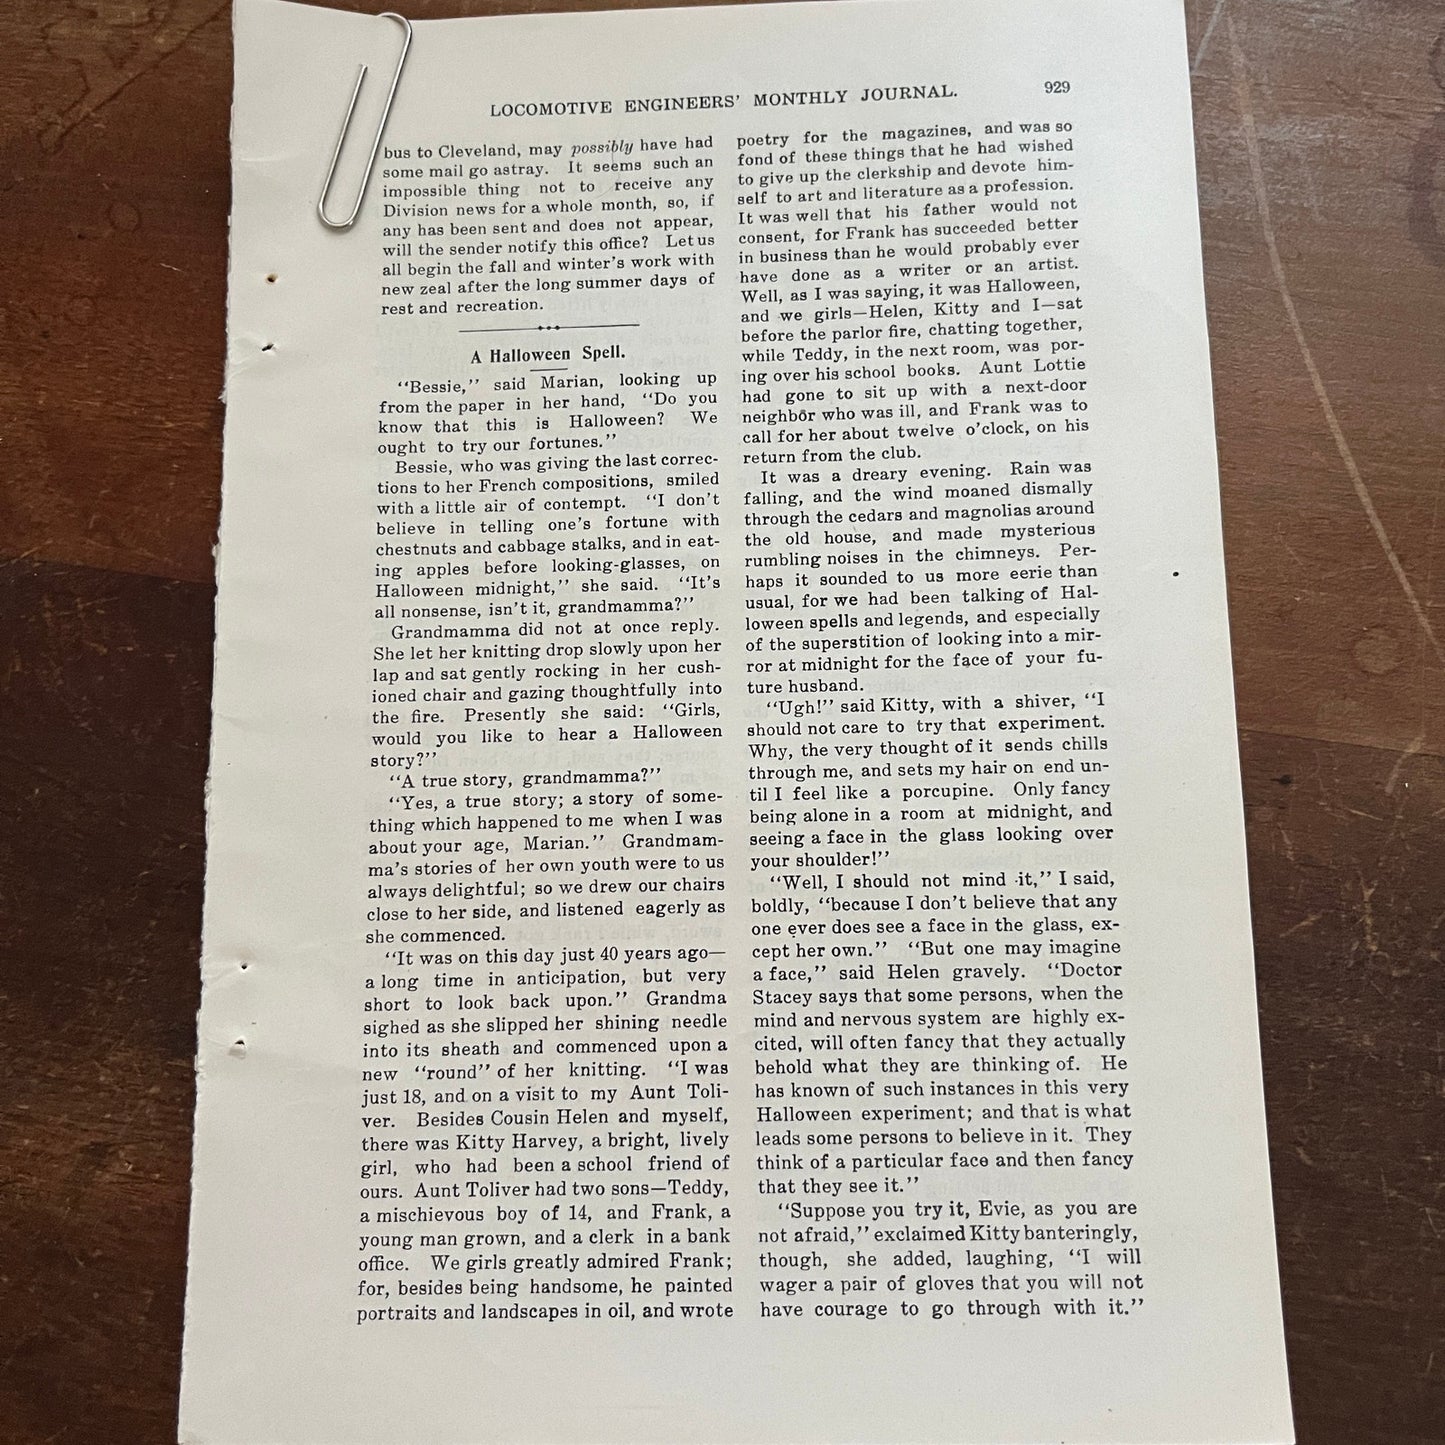 LOCOMOTIVE ENGINEERS' MONTHLY JOURNAL. 929
bus to Cleveland, may possibly have had
some mail go astray. It seems such an
impossible thing not to receive any
Division news for a whole month, so, if
any has been sent and does not appear,
will the sender notify this office? Let us
all begin the fall and winter's work with
new zeal after the long summer days of
rest and recreation.
A Halloween Spell.
"Bessie," said Marian, looking up
from the paper in her hand, "Do you
know that this is Halloween? We
ought to try our fortunes."
Bessie, who was giving the last correc-
tions to her French compositions, smiled
with a little air of contempt. "I don't
believe in telling one's fortune with
chestnuts and cabbage stalks, and in eat-
ing apples before looking-glasses, on
Halloween midnight," she said. "It's
all nonsense, isn't it, grandmamma?"
Grandmamma did not at once reply.
She let her knitting drop slowly upon her
lap and sat gently rocking in her cush-
ioned chair and gazing thoughtfully into
the fire. Presently she said: "Girls,
would you like to hear a Halloween
story?"
"A true story, grandmamma?"
"Yes, a true story; a story of some-
thing which happened to me when I was
about your age, Marian." Grandmam-
ma's stories of her own youth were to us
always delightful; so we drew our chairs
close to her side, and listened eagerly as
she commenced.
"It was on this day just 40 years ago—
a long time in anticipation, but very
short to look back upon." Grandma
sighed as she slipped her shining needle
into its sheath and commenced upon a
new "round" of her knitting. "I was
just 18, and on a visit to my Aunt Toli-
ver. Besides Cousin Helen and myself,
there was Kitty Harvey, a bright, lively
girl, who had been a school friend of
ours. Aunt Toliver had two sons—Teddy,
a mischievous boy of 14, and Frank, a
young man grown, and a clerk in a bank
office. We girls greatly admired Frank;
for, besides being handsome, he painted
portraits and landscapes in oil, and wrote
poetry for the magazines, and was so
fond of these things that he had wished
to give up the clerkship and devote him-
self to art and literature as a profession.
It was well that his father would not
consent, for Frank has succeeded better
in business than he would probably ever
have done as a writer or an artist.
Well, as I was saying, it was Halloween,
and we girls—Helen, Kitty and I—sat
before the parlor fire, chatting together,
while Teddy, in the next room, was por-
ing over his school books. Aunt Lottie
had gone to sit up with a next-door
neighbor who was ill, and Frank was to
call for her about twelve o'clock, on his
return from the club.
It was a dreary evening. Rain was
falling, and the wind moaned dismally
through the cedars and magnolias around
the old house, and made mysterious
rumbling noises in the chimneys. Per-
haps it sounded to us more eerie than
usual, for we had been talking of Hal-
loween spells and legends, and especially
of the superstition of looking into a mir-
ror at midnight for the face of your fu-
ture husband.
"Ugh!" said Kitty, with a shiver, "I
should not care to try that experiment.
Why, the very thought of it sends chills
through me, and sets my hair on end un-
til I feel like a porcupine. Only fancy
being alone in a room at midnight, and
seeing a face in the glass looking over
your shoulder!"
"Well, I should not mind it," I said,
boldly, "because I don't believe that any
one ever does see a face in the glass, ex-
cept her own." "But one may imagine
a face," said Helen gravely. "Doctor
Stacey says that some persons, when the
mind and nervous system are highly ex-
cited, will often fancy that they actually
behold what they are thinking of. He
has known of such instances in this very
Halloween experiment; and that is what
leads some persons to believe in it. They
think of a particular face and then fancy
that they see it."
"Suppose you try it, Evie, as you are
not afraid," exclaimed Kitty banteringly,
though, she added, laughing, "I will
wager a pair of gloves that you will not
have courage to go through with it."